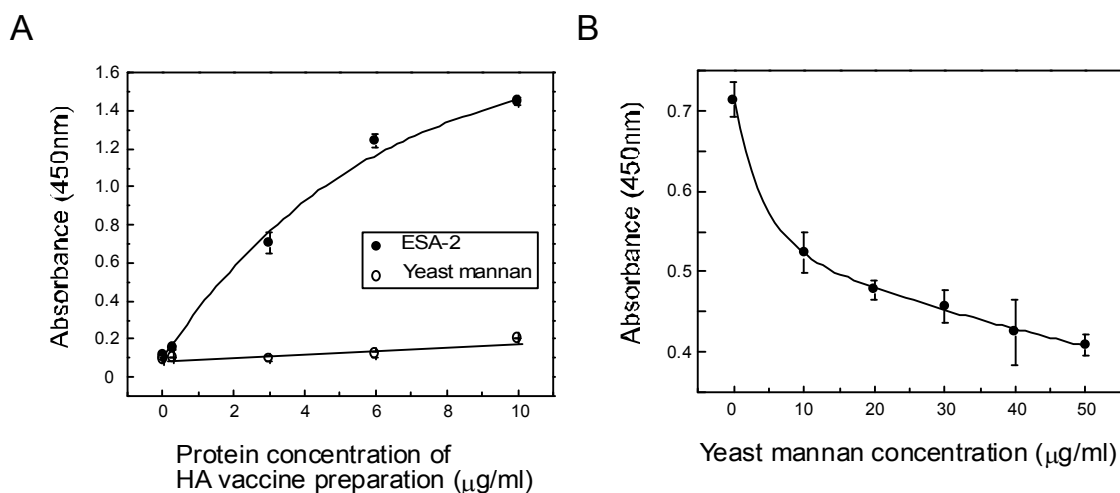 A
Absorbance (450nm)
1.6
1.4
1.2
1.0
0.8
0.6
0.4
0.2
0
ESA-2
Yeast mannan
0 2 4 6 8 10
Protein concentration of
HA vaccine preparation (μg/ml)
B
Absorbance (450nm)
0.7
0.6
0.5
0.4
0 10 20 30 40 50
Yeast mannan concentration (μg/ml)